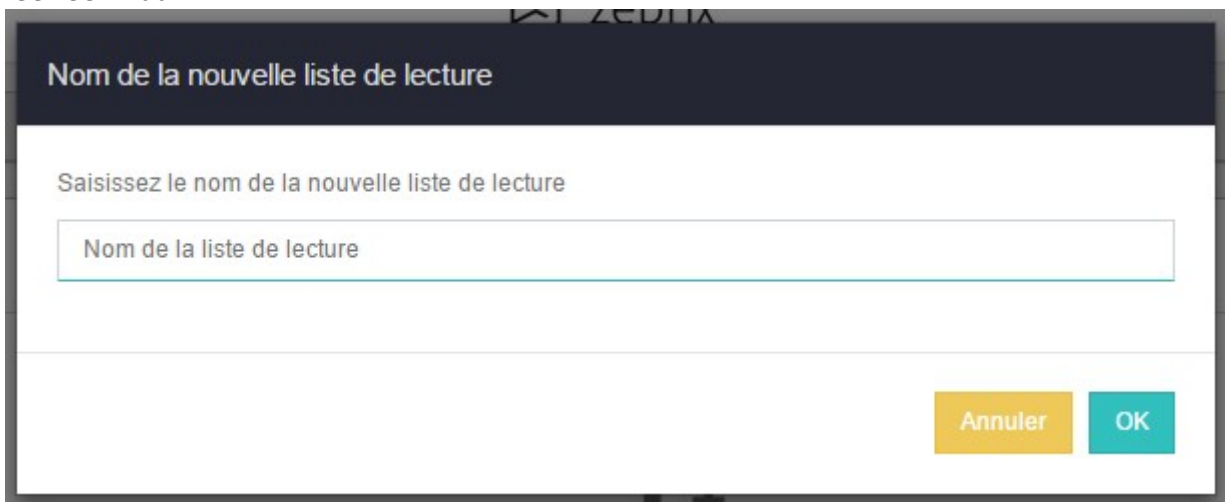 zebrix
Nom de la nouvelle liste de lecture
Saisissez le nom de la nouvelle liste de lecture
Nom de la liste de lecture
Annuler OK